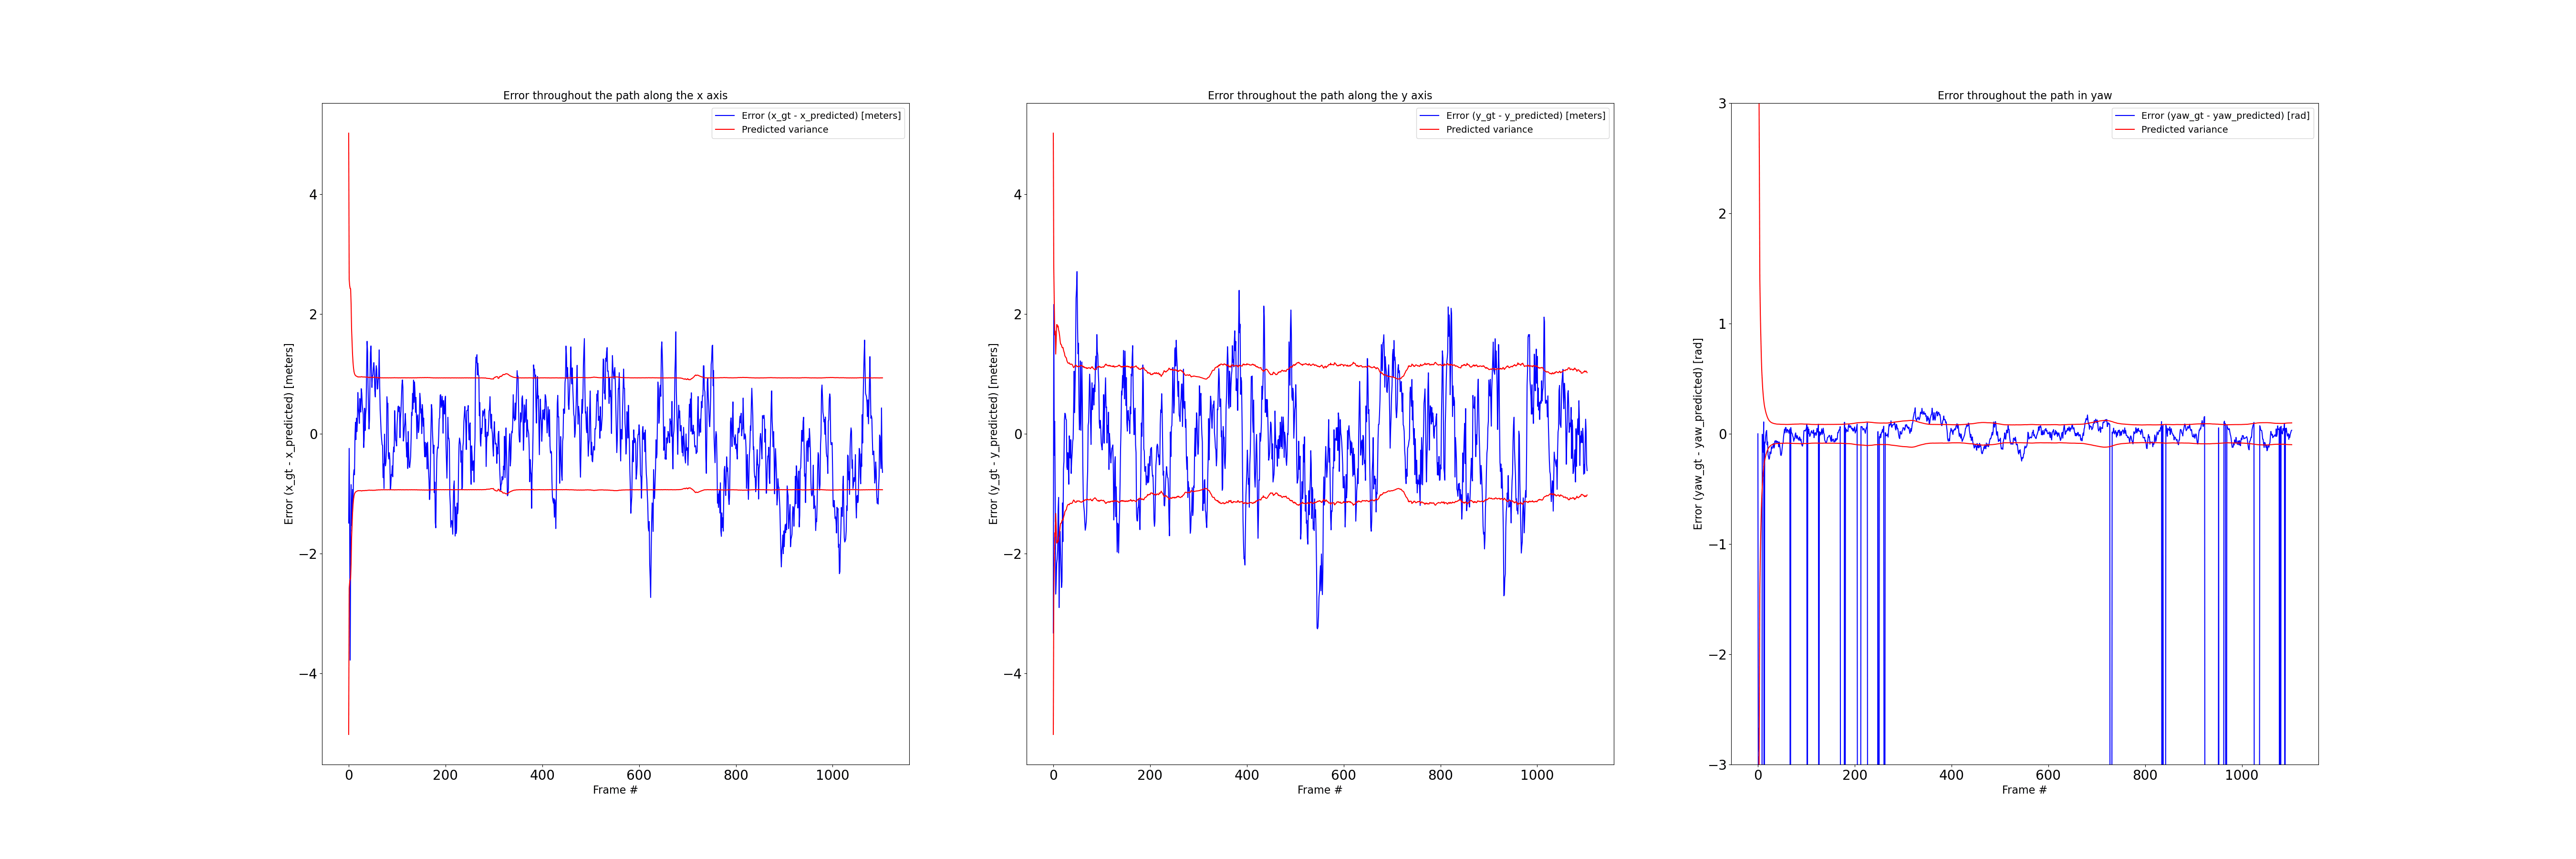 Error throughout the path along the x axis
Error (x_gt - x_predicted) [meters]
Predicted variance
Error (x_gt - x_predicted) [meters]
4
2
0
−2
−4
0 200 400 600 800 1000
Frame #
Error throughout the path along the y axis
Error (y_gt - y_predicted) [meters]
Predicted variance
Error (y_gt - y_predicted) [meters]
4
2
0
−2
−4
0 200 400 600 800 1000
Frame #
Error throughout the path in yaw
Error (yaw_gt - yaw_predicted) [rad]
Predicted variance
Error (yaw_gt - yaw_predicted) [rad]
3
2
1
0
−1
−2
−3
0 200 400 600 800 1000
Frame #